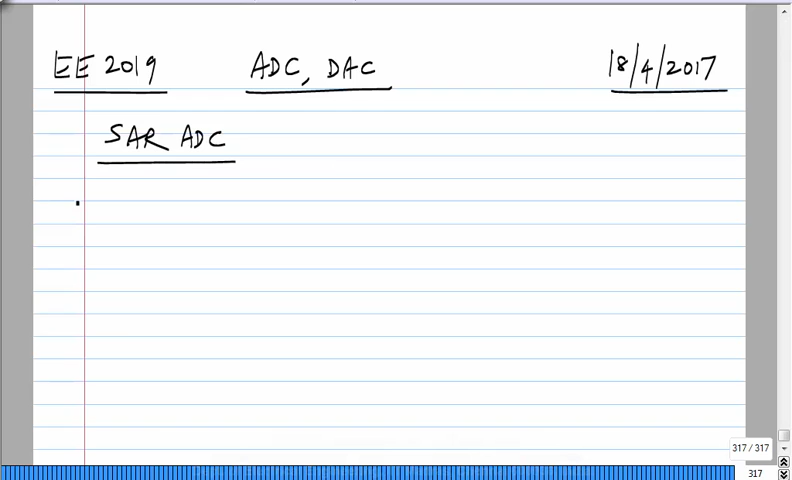 EE 2019 ADC, DAC 18/4/2017
SAR ADC
317 / 317
317